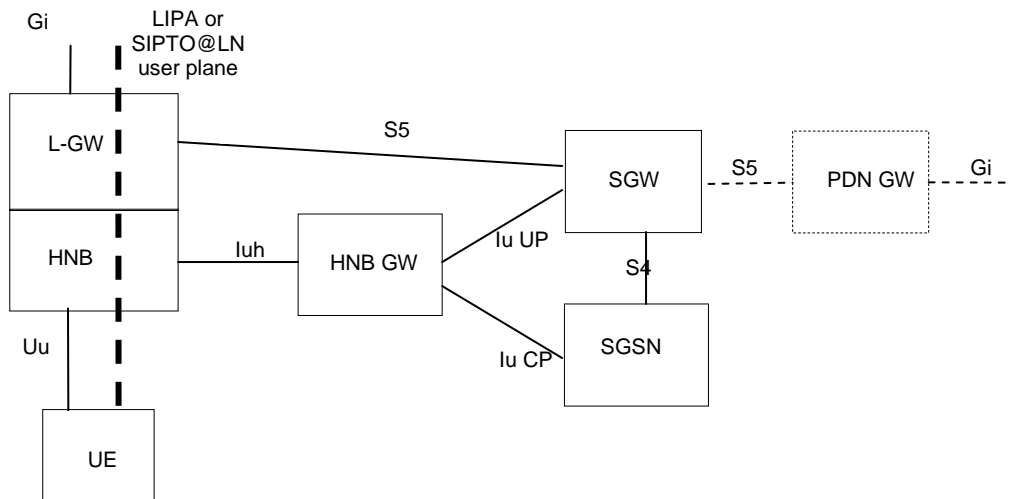 Gi
LIPA or
SIPTO@LN
user plane
L-GW
S5
SGW
S5
PDN GW
Gi
HNB
Iuh
HNB GW
Iu UP
S4
Uu
Iu CP
SGSN
UE